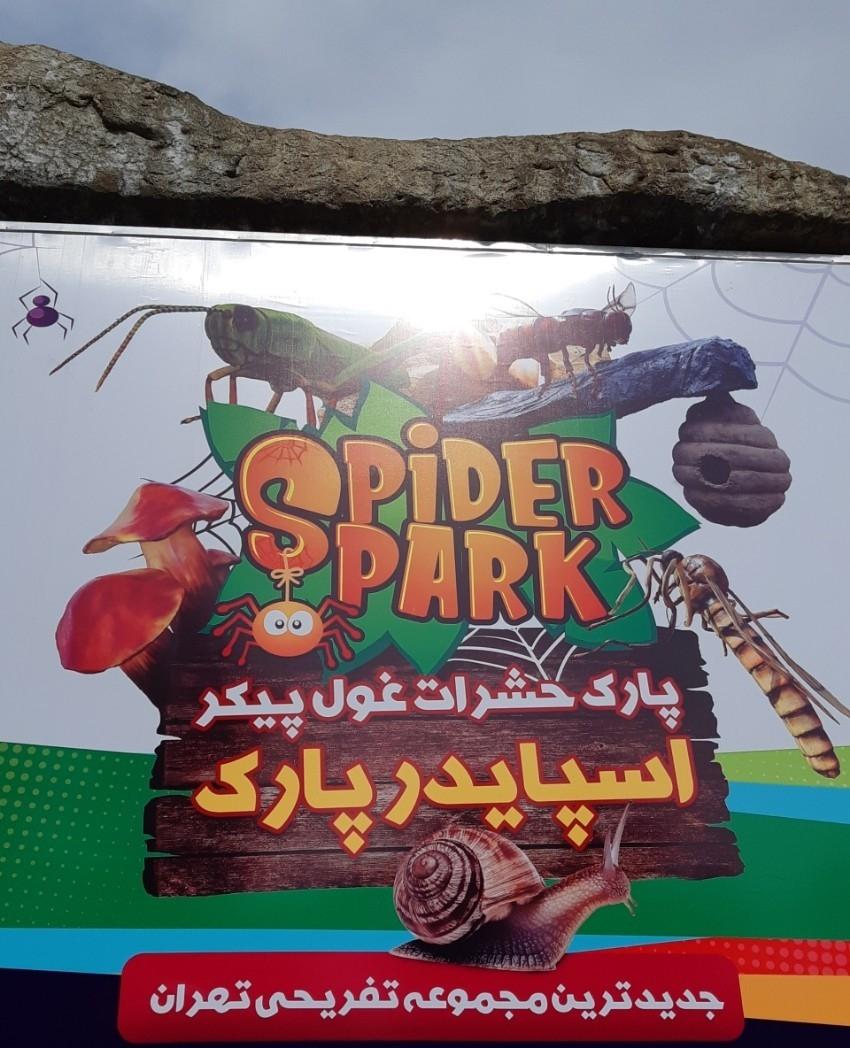 SPiDER
PARK
پارک حشرات غول پیکر
اسپایدر پارک
جدیدترین مجموعه تفریحی تهران